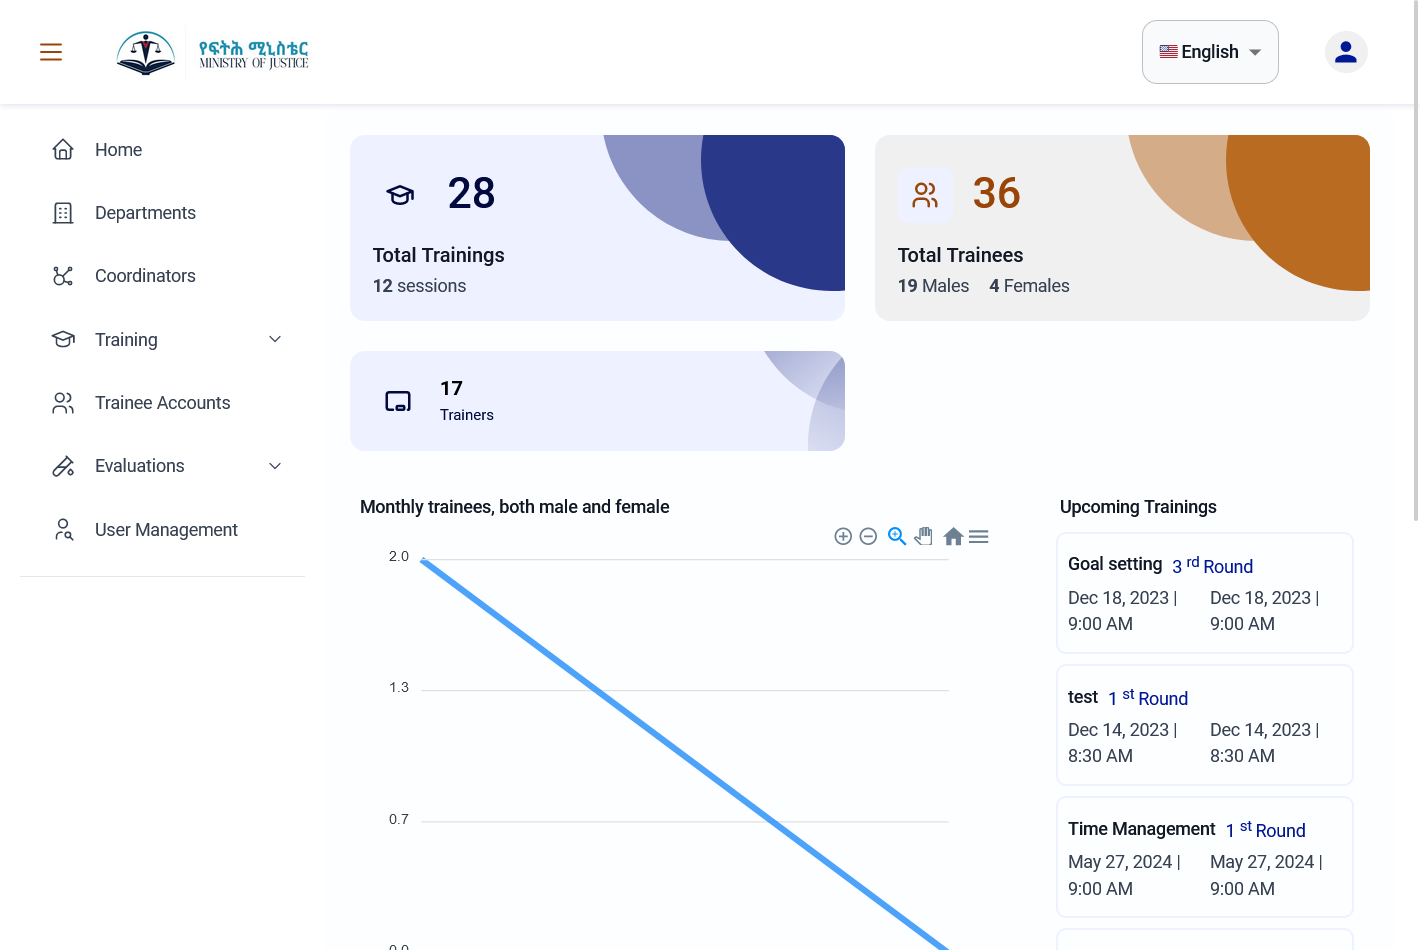 የፍትሕ ሚኒስቴር
MINISTRY OF JUSTICE
English
Home
Departments
Coordinators
Training
Trainee Accounts
Evaluations
User Management
28
Total Trainings
12 sessions
36
Total Trainees
19 Males 4 Females
17
Trainers
Monthly trainees, both male and female
2.0
1.3
0.7
0.0
Upcoming Trainings
Goal setting 3 rd Round
Dec 18, 2023 | Dec 18, 2023 |
9:00 AM 9:00 AM
test 1 st Round
Dec 14, 2023 | Dec 14, 2023 |
8:30 AM 8:30 AM
Time Management 1 st Round
May 27, 2024 | May 27, 2024 |
9:00 AM 9:00 AM